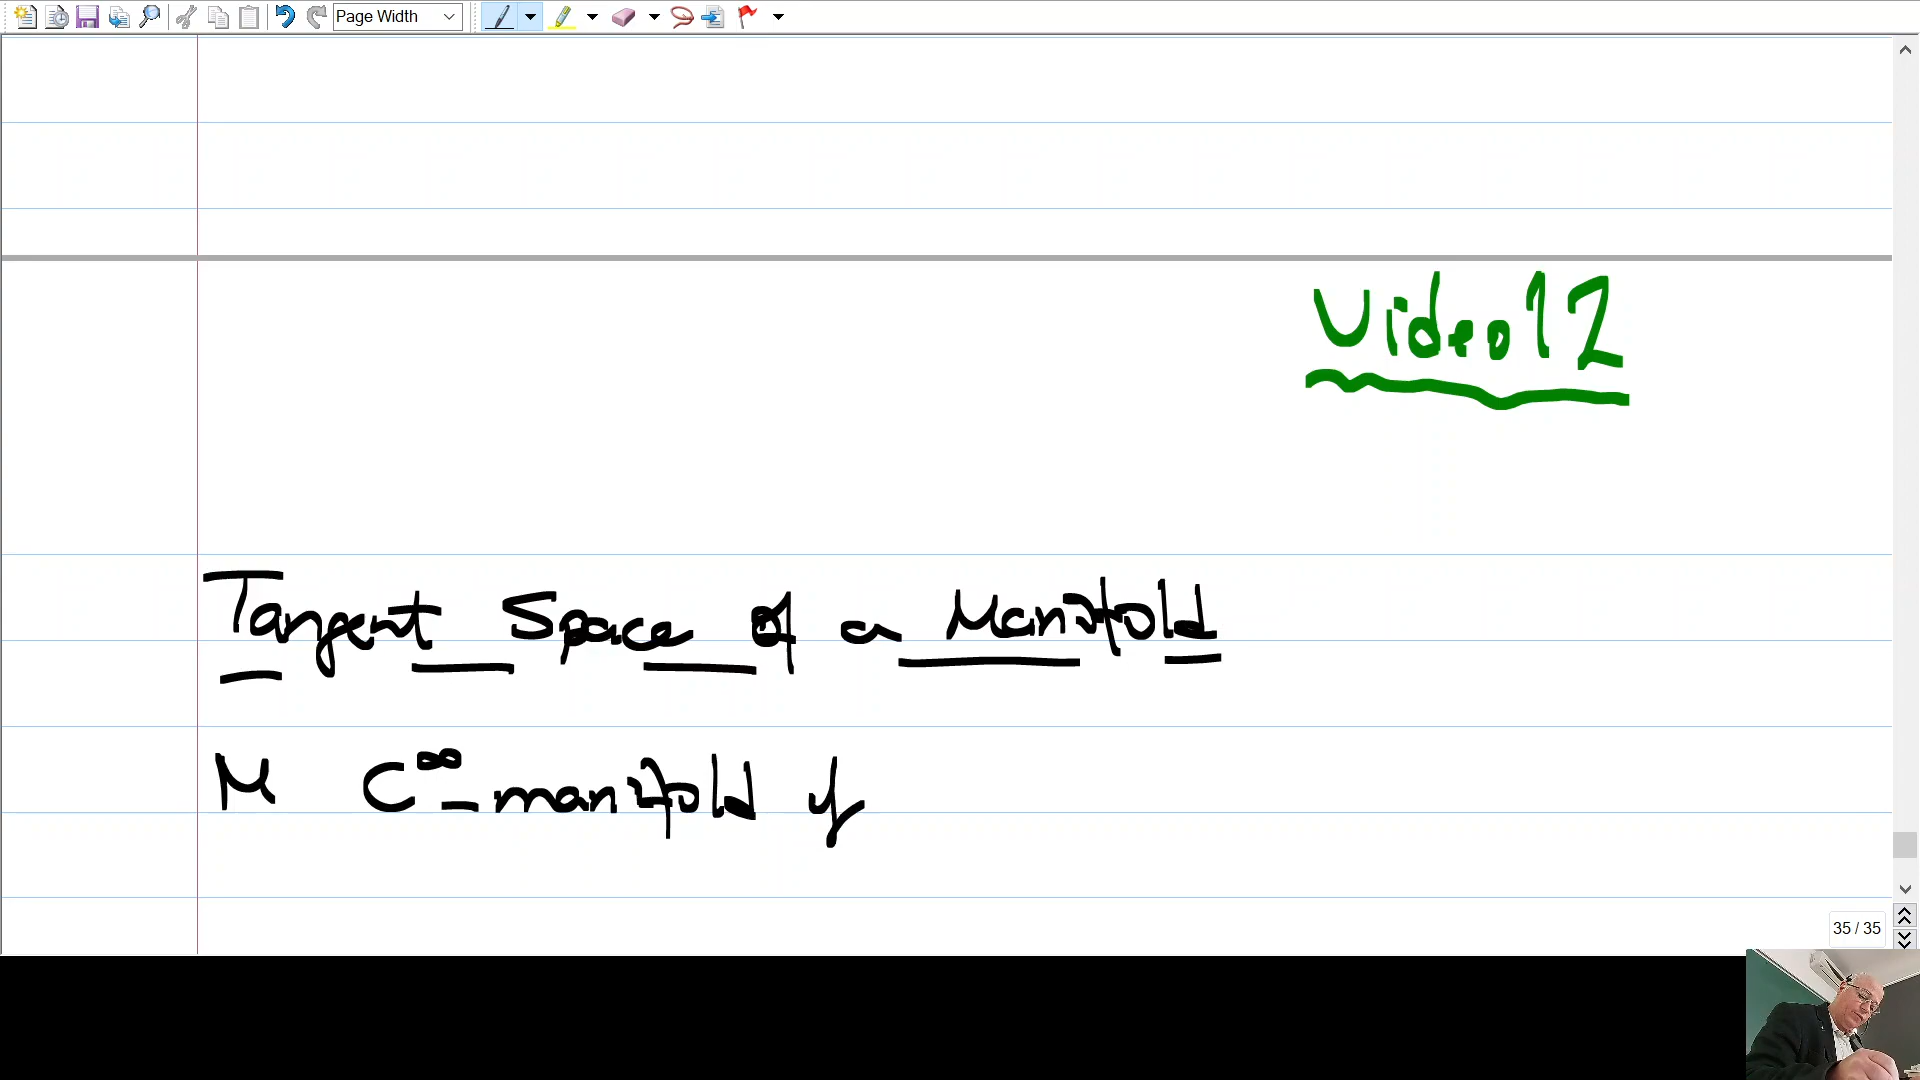 Page Width
Video 12
Tangent Space of a Manifold
M C^∞-manifold of
35 / 35